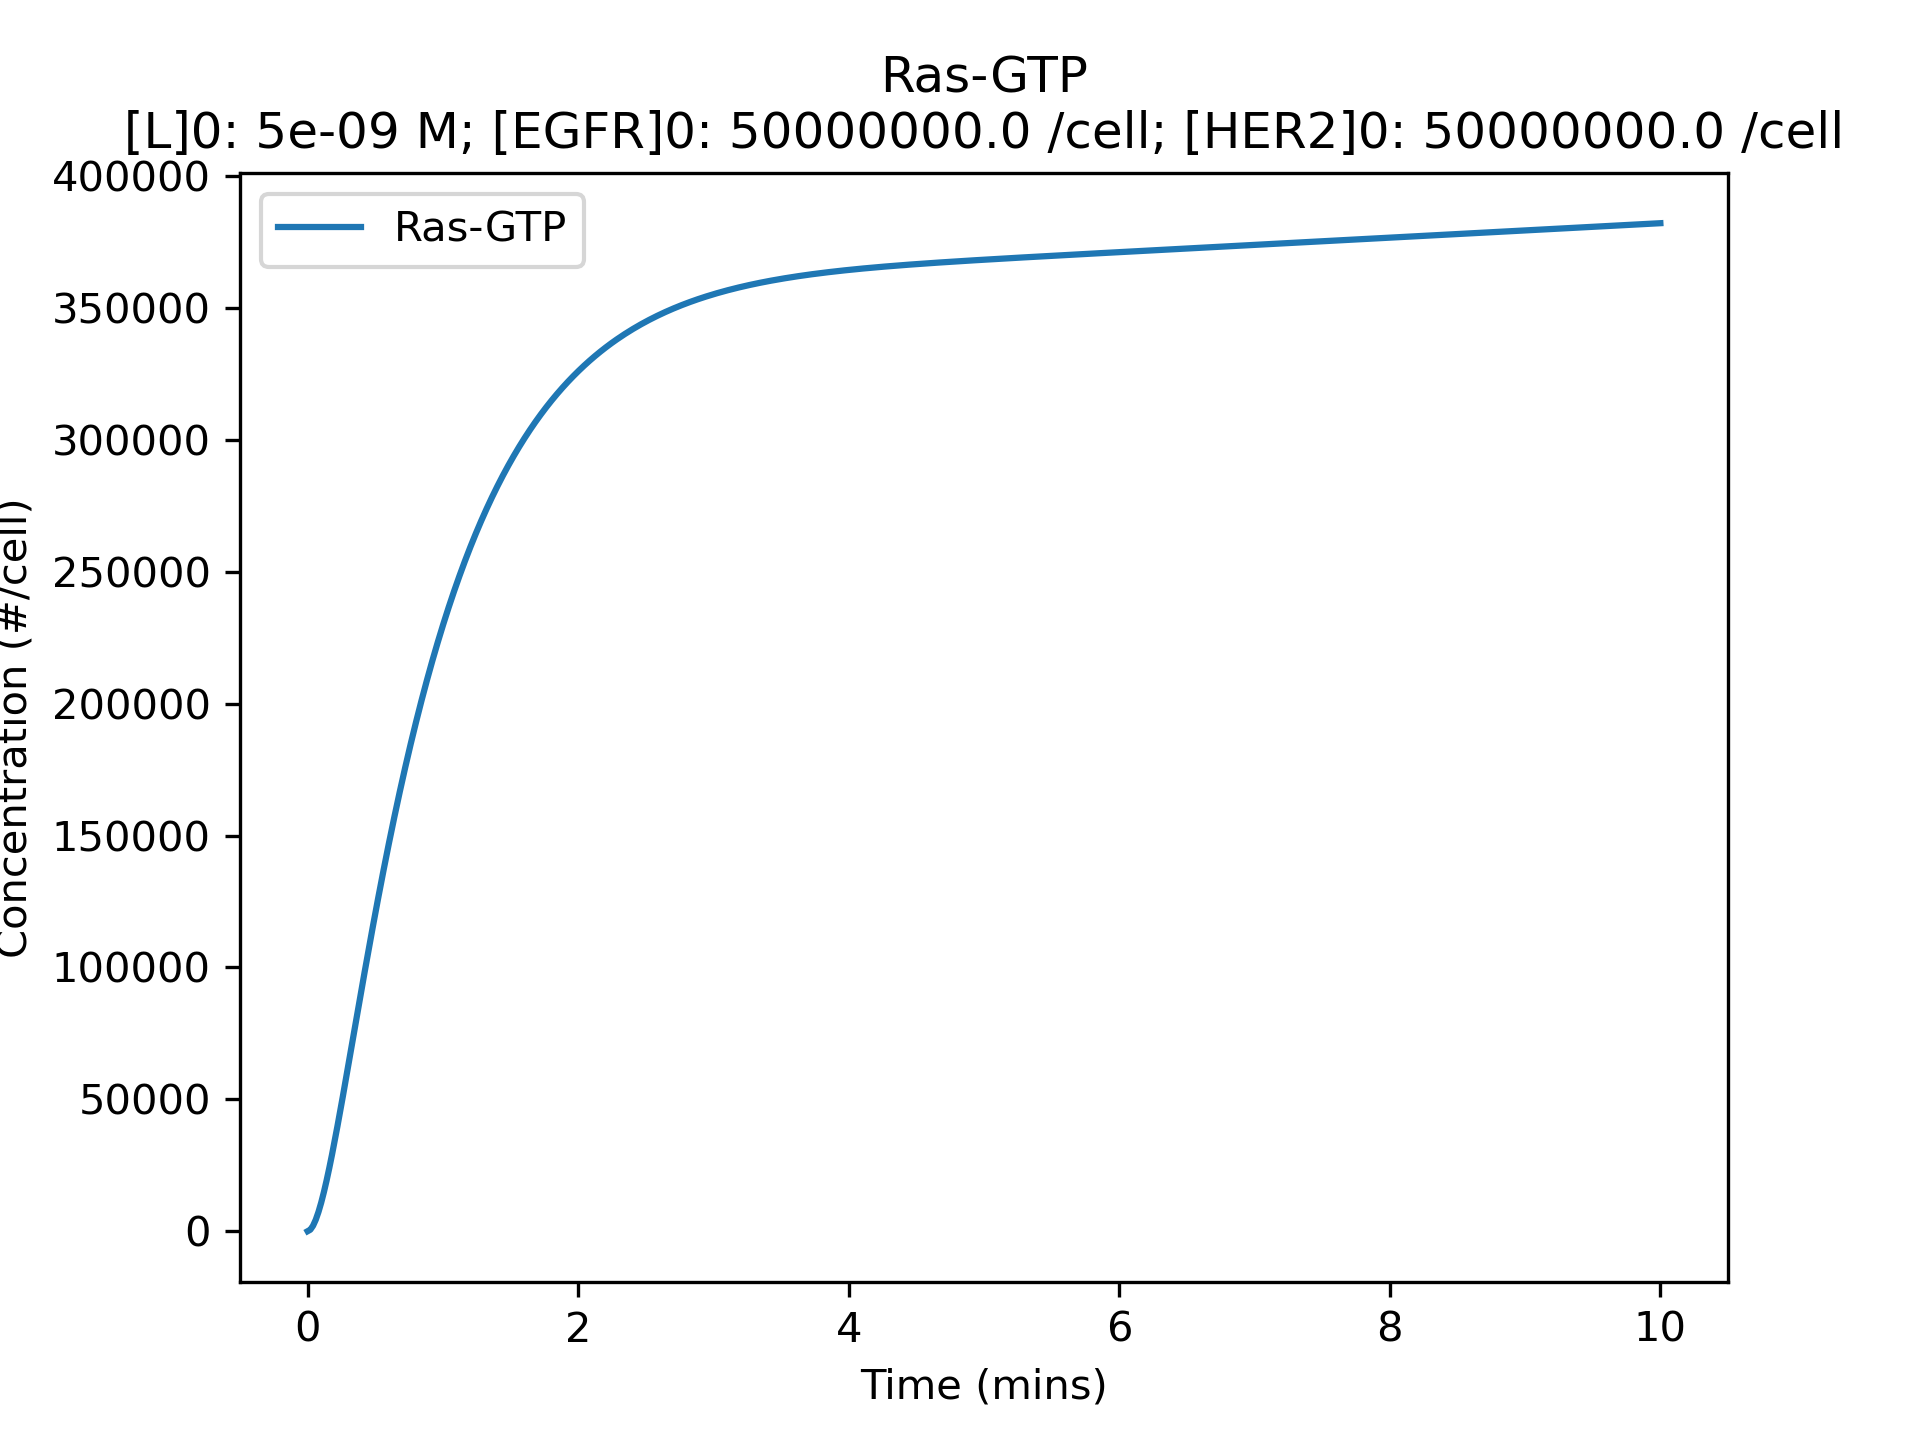 Ras-GTP
[L]0: 5e-09 M; [EGFR]0: 50000000.0 /cell; [HER2]0: 50000000.0 /cell
Ras-GTP
Concentration (#/cell)
400000
350000
300000
250000
200000
150000
100000
50000
0
0 2 4 6 8 10
Time (mins)